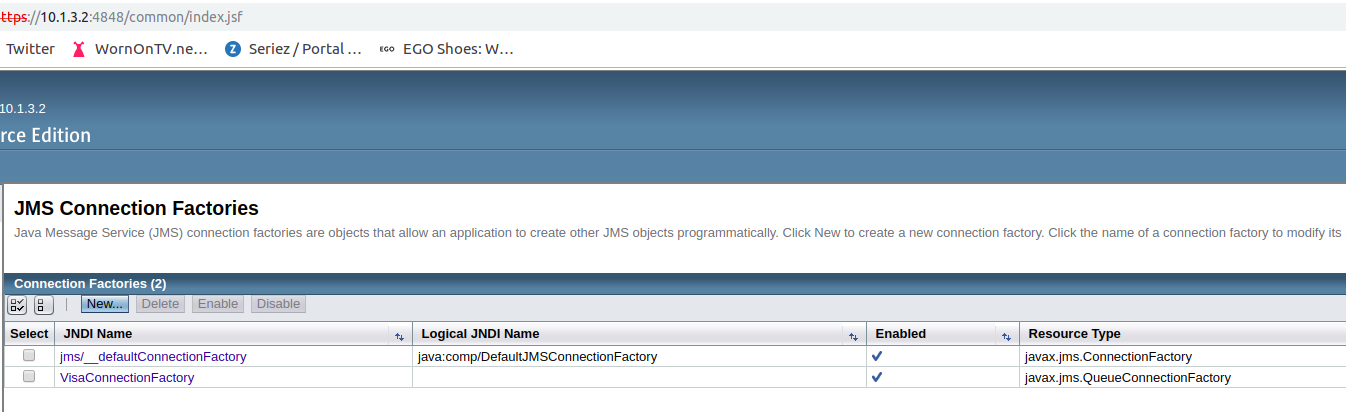 ttps://10.1.3.2:4848/common/index.jsf
Twitter WornOnTV.ne... Seriez / Portal ... EGO EGO Shoes: W...
10.1.3.2
rce Edition
JMS Connection Factories
Java Message Service (JMS) connection factories are objects that allow an application to create other JMS objects programmatically. Click New to create a new connection factory. Click the name of a connection factory to modify its
Connection Factories (2)
New... Delete Enable Disable
Select JNDI Name Logical JNDI Name Enabled Resource Type
jms/__defaultConnectionFactory java:comp/DefaultJMSConnectionFactory javax.jms.ConnectionFactory
VisaConnectionFactory javax.jms.QueueConnectionFactory